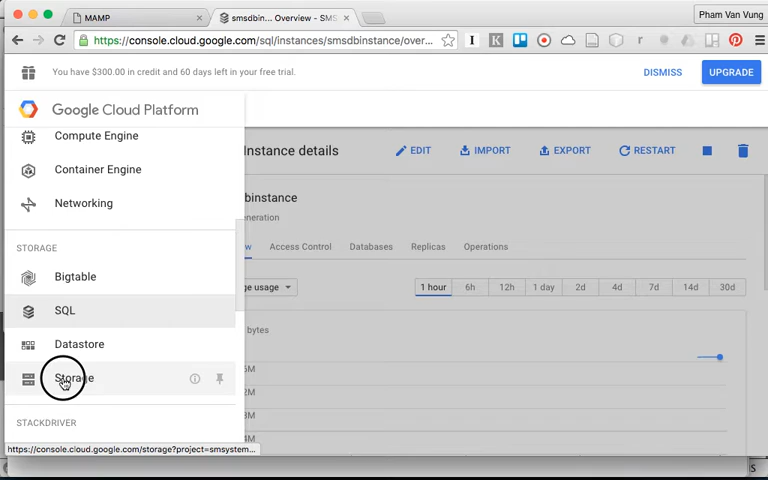 MAMP
smsdbin... Overview - SMS
Pham Van Vung
https://console.cloud.google.com/sql/instances/smsdbinstance/over...
You have $300.00 in credit and 60 days left in your free trial.
DISMISS
UPGRADE
Google Cloud Platform
Compute Engine
Container Engine
Networking
STORAGE
Bigtable
SQL
Datastore
Storage
STACKDRIVER
https://console.cloud.google.com/storage?project=smsystem...
Instance details
EDIT
IMPORT
EXPORT
RESTART
binstance
eneration
w
Access Control
Databases
Replicas
Operations
ge usage
1 hour
6h
12h
1 day
2d
4d
7d
14d
30d
bytes